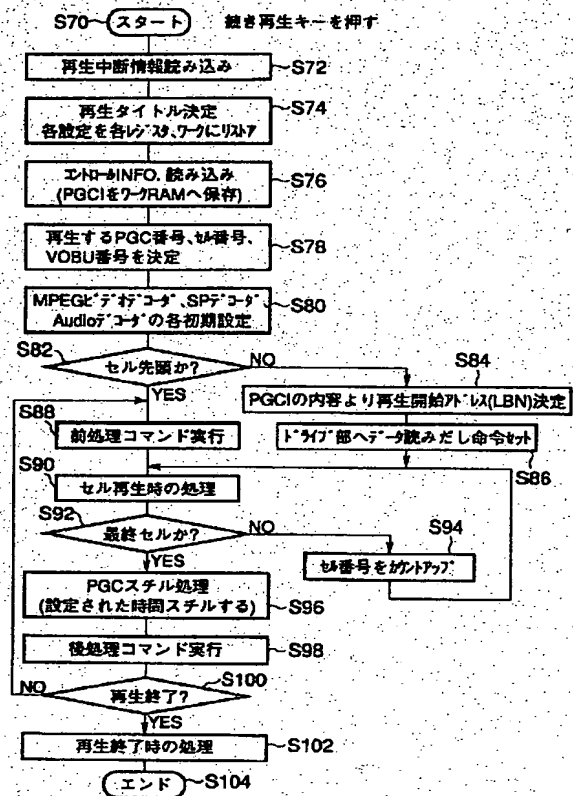 S70 スタート 続き再生キーを押す
再生中断情報読み込み S72
再生タイトル決定 S74
各設定を各レジスタ、ワークにリストア
コントロールINFO.読み込み S76
(PGCIをワークRAMへ保存)
再生するPGC番号、セル番号、 S78
VOBU番号を決定
MPEGビデオデコーダ、SPデコーダ、 S80
Audioデコーダの各初期設定
S82 セル先頭か? NO S84
YES
PGCIの内容より再生開始アドレス(LBN)決定
S88
前処理コマンド実行
ドライブ部へデータ読みだし命令セット
S86
S90
セル再生時の処理
S92 最終セルか? NO S94
YES
セル番号をカウントアップ
PGCスチル処理
(設定された時間スチルする) S96
後処理コマンド実行 S98
S100
NO 再生終了?
YES
再生終了時の処理 S102
エンド S104